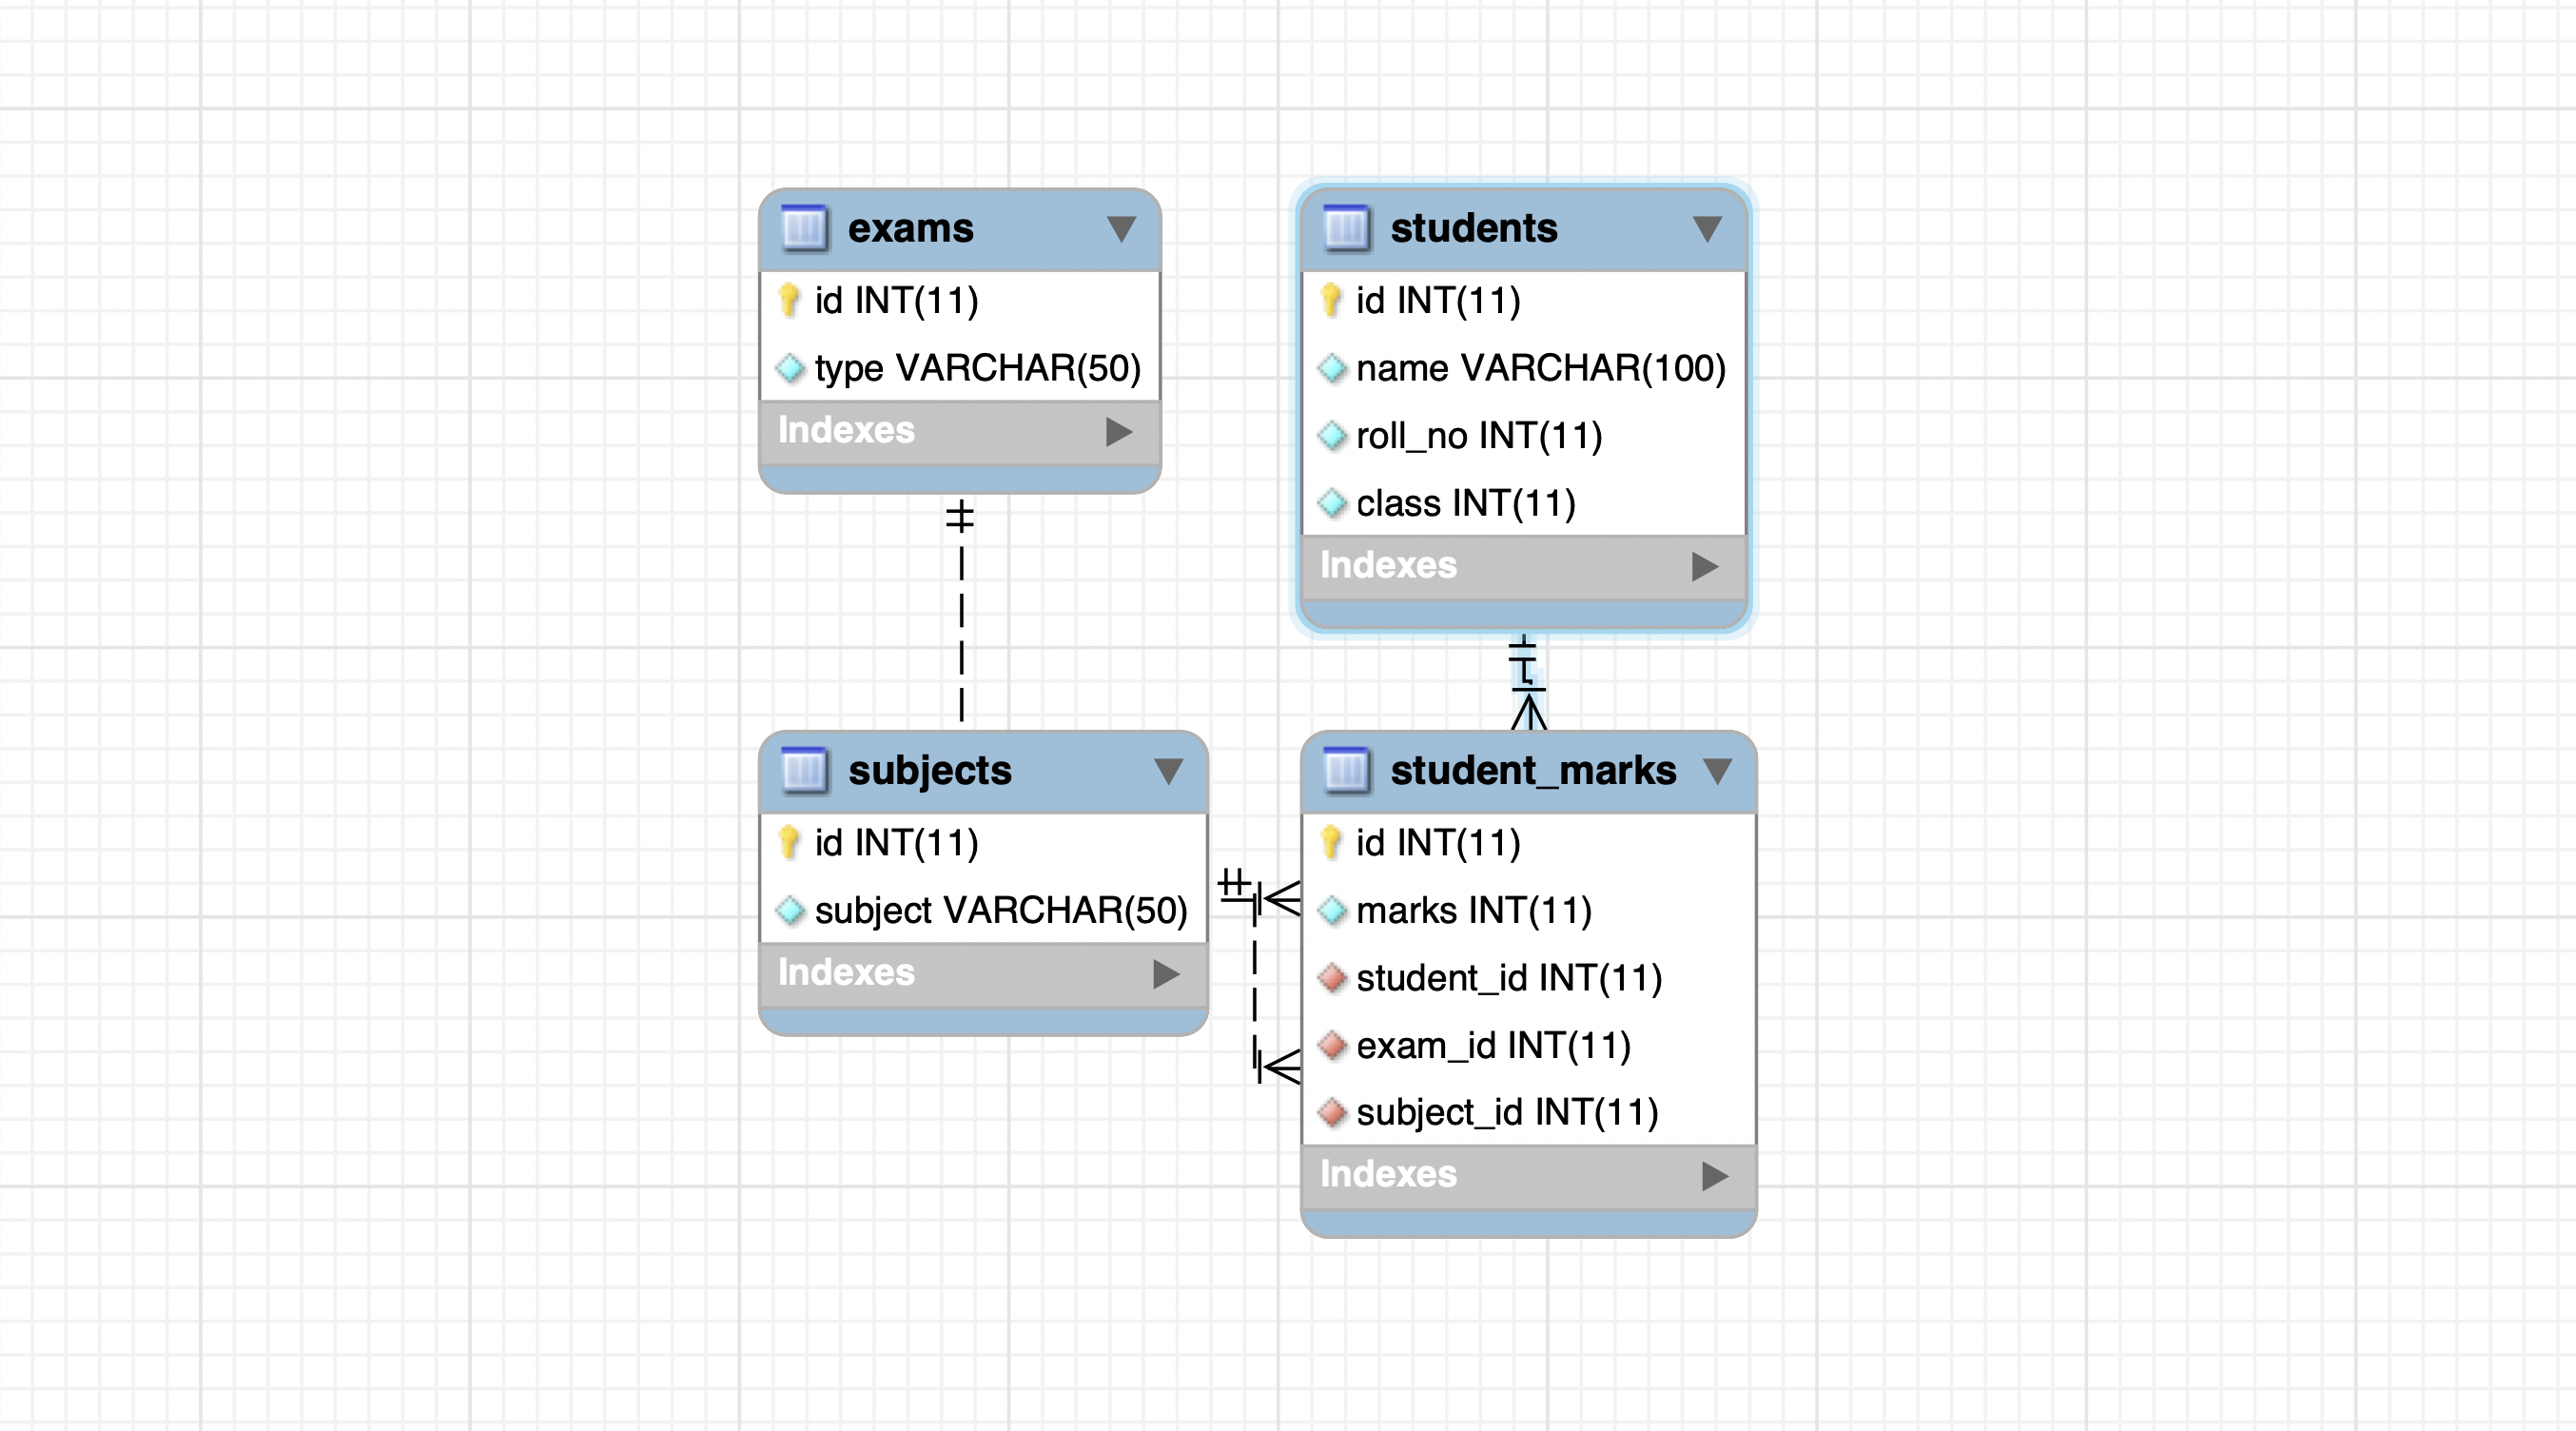 exams
id INT(11)
type VARCHAR(50)
Indexes
students
id INT(11)
name VARCHAR(100)
roll_no INT(11)
class INT(11)
Indexes
subjects
id INT(11)
subject VARCHAR(50)
Indexes
student_marks
id INT(11)
marks INT(11)
student_id INT(11)
exam_id INT(11)
subject_id INT(11)
Indexes